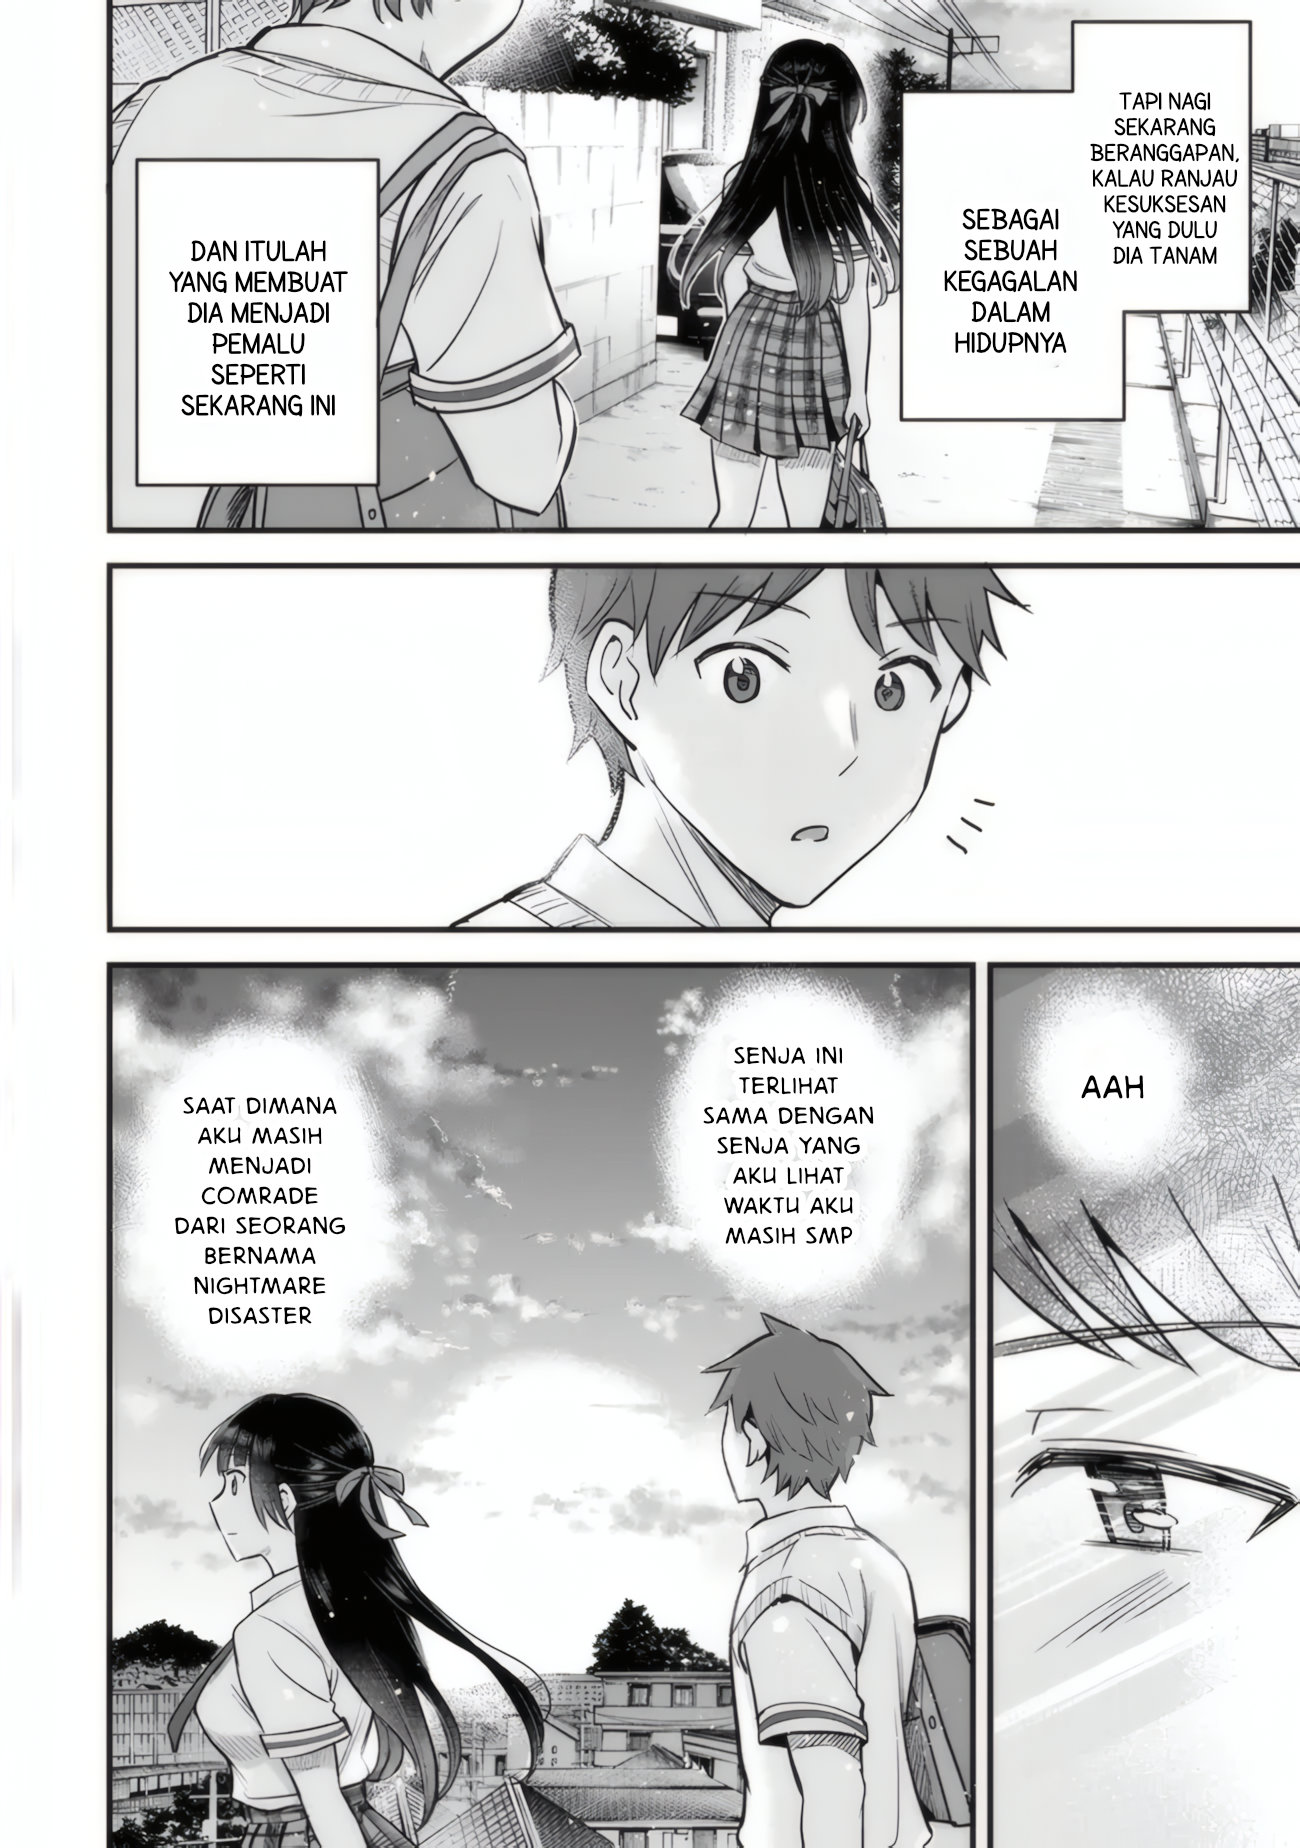 TAPI NAGI
SEKARANG
BERANGGAPAN,
KALAU RANJAU
KESUKSESAN
YANG DULU
DIA TANAM
SEBAGAI
SEBUAH
KEGAGALAN
DALAM
HIDUPNYA
DAN ITULAH
YANG MEMBUAT
DIA MENJADI
PEMALU
SEPERTI
SEKARANG INI
AAH
SENJA INI
TERLIHAT
SAMA DENGAN
SENJA YANG
AKU LIHAT
WAKTU AKU
MASIH SMP
SAAT DIMANA
AKU MASIH
MENJADI
COMRADE
DARI SEORANG
BERNAMA
NIGHTMARE
DISASTER